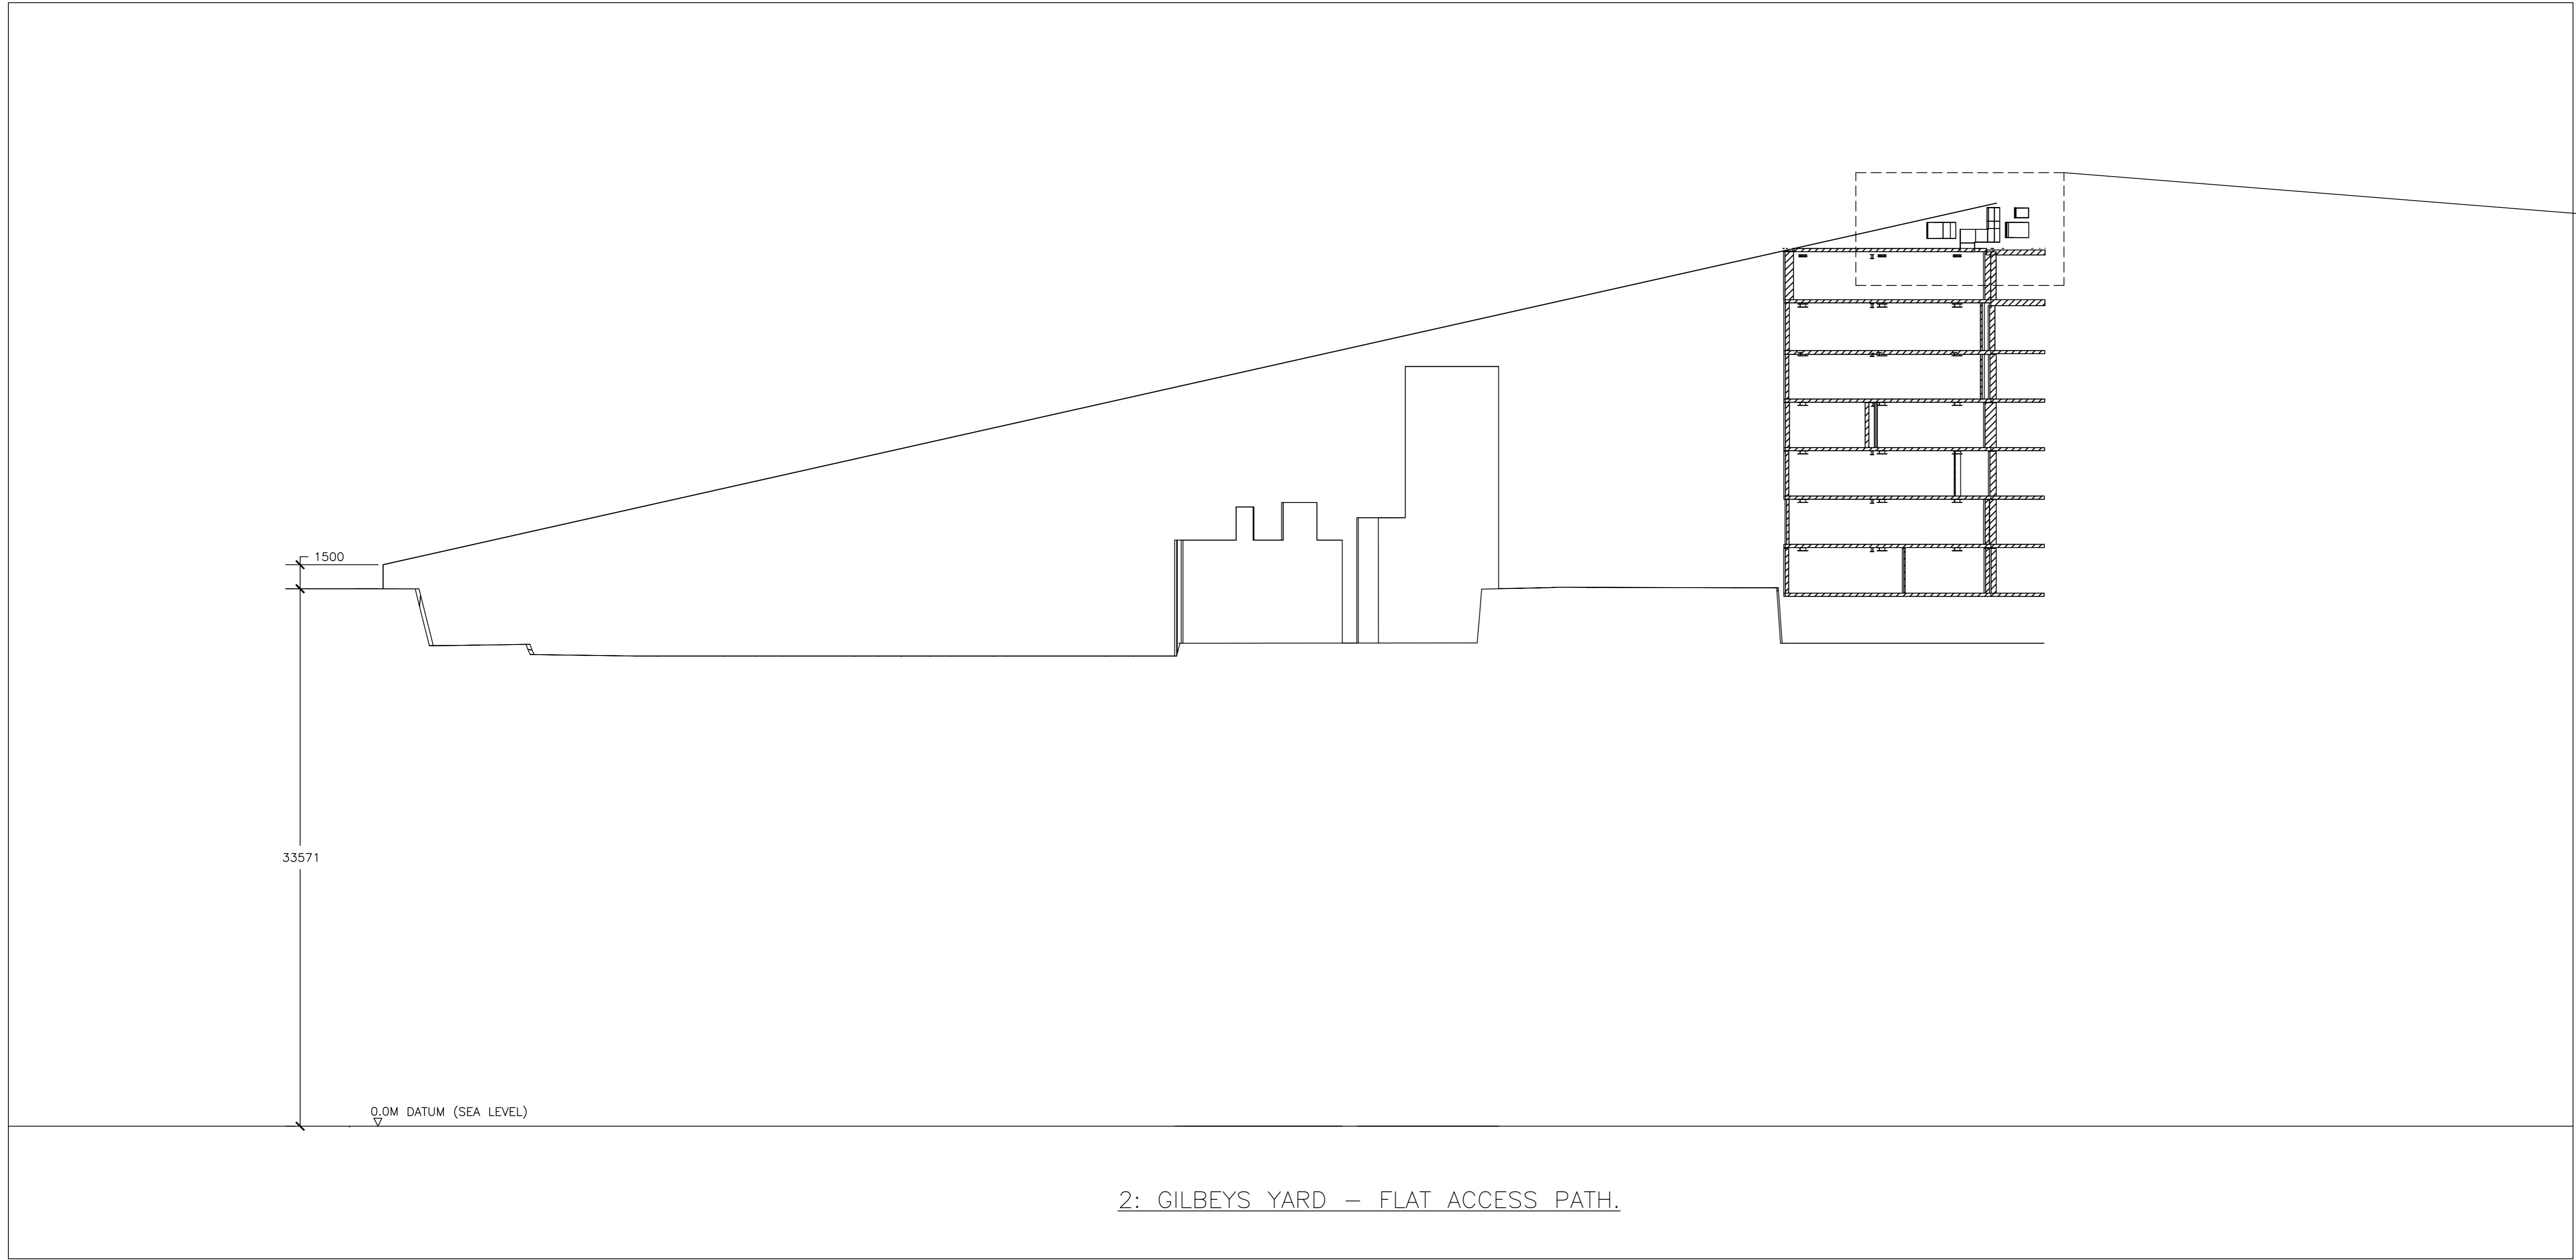 1500
33571
0.0M DATUM (SEA LEVEL)
2: GILBEYS YARD – FLAT ACCESS PATH.